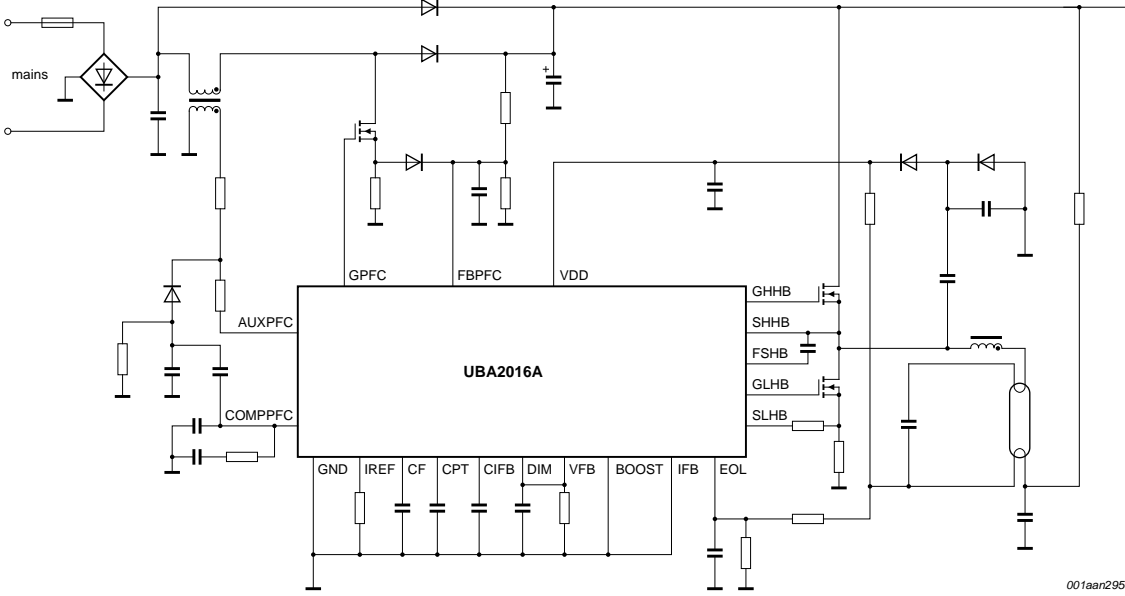 mains
+
GPFC FBPFC VDD
GHHB
AUXPFC SHHB
FSHB
UBA2016A
GLHB
COMPPFC SLHB
GND IREF CF CPT CIFB DIM VFB BOOST IFB EOL
001aan295